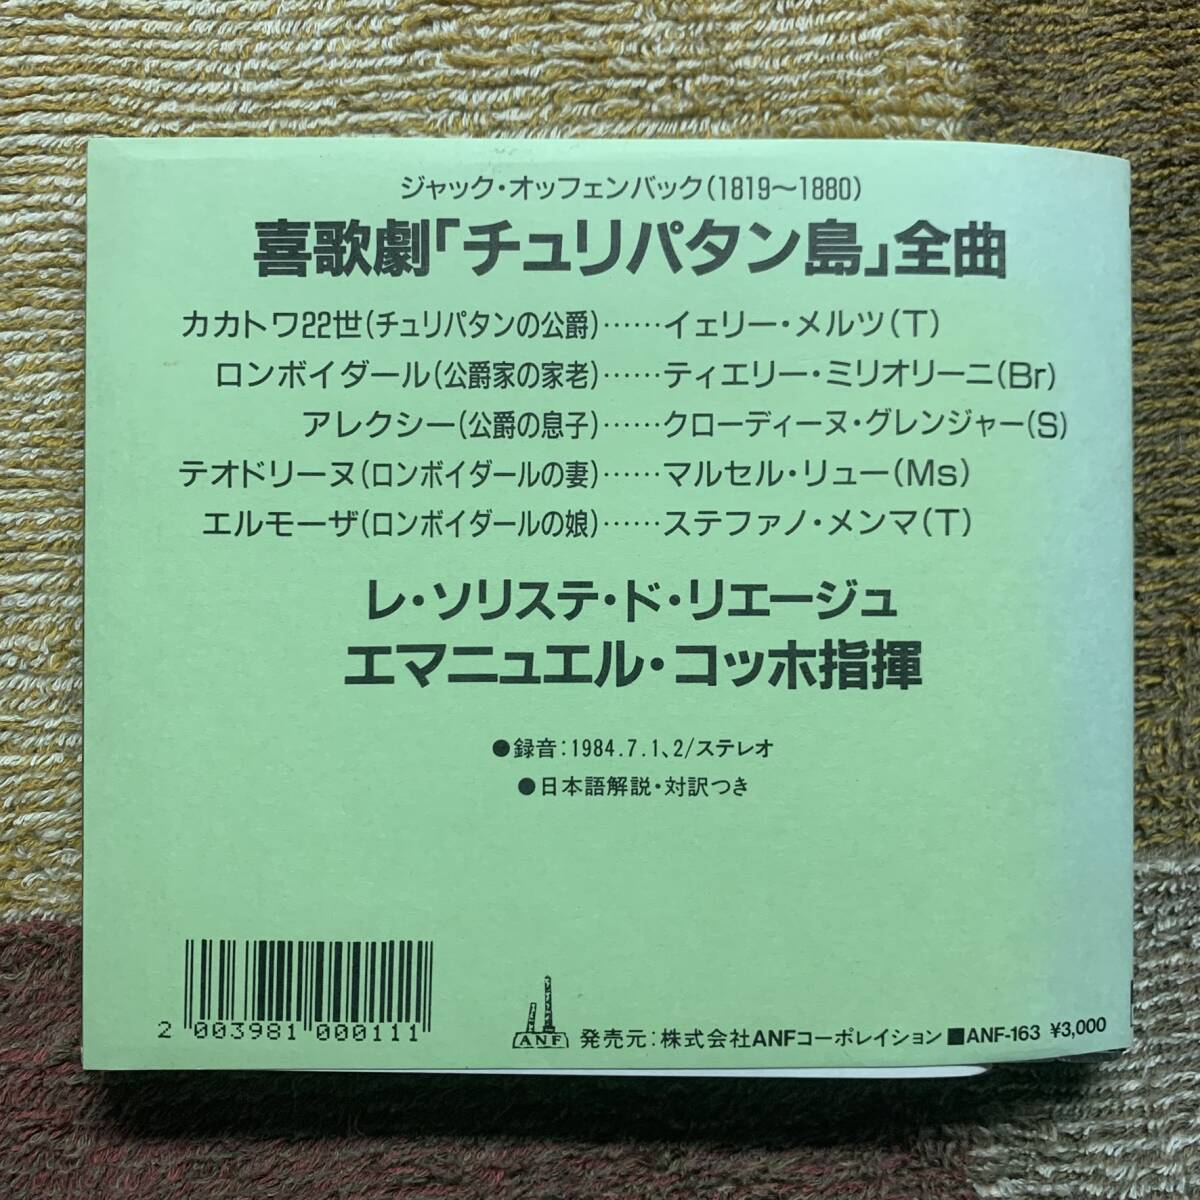 ジャック・オッフェンバック(1819〜1880)
喜歌劇「チュリパタン島」全曲
カカトワ22世(チュリパタンの公爵)……イェリー・メルツ(T)
ロンボイダール(公爵家の家老)……ティエリー・ミリオリーニ(Br)
アレクシー(公爵の息子)……クローディーヌ・グレンジャー(S)
テオドリーヌ(ロンボイダールの妻)……マルセル・リュー(Ms)
エルモーザ(ロンボイダールの娘)……ステファノ・メンマ(T)
レ・ソリステ・ド・リエージュ
エマニュエル・コッホ指揮
●録音:1984.7.1、2/ステレオ
●日本語解説・対訳つき
2 003981 000111
ANF 発売元:株式会社ANFコーポレイション ■ANF-163 ¥3,000